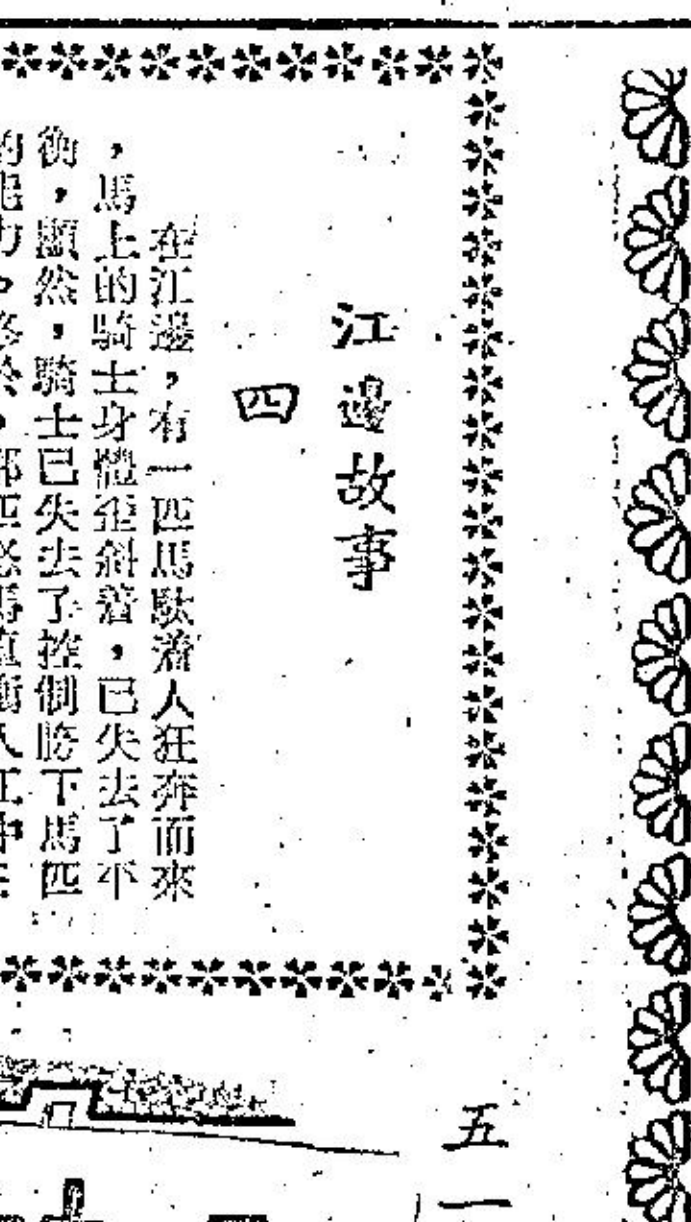 江邊故事
四
在江邊，有一匹馬馱着人狂奔而來
，馬上的騎士身體歪斜着，已失去了平
衡，顯然，騎士已失去了控制胯下馬匹
五一